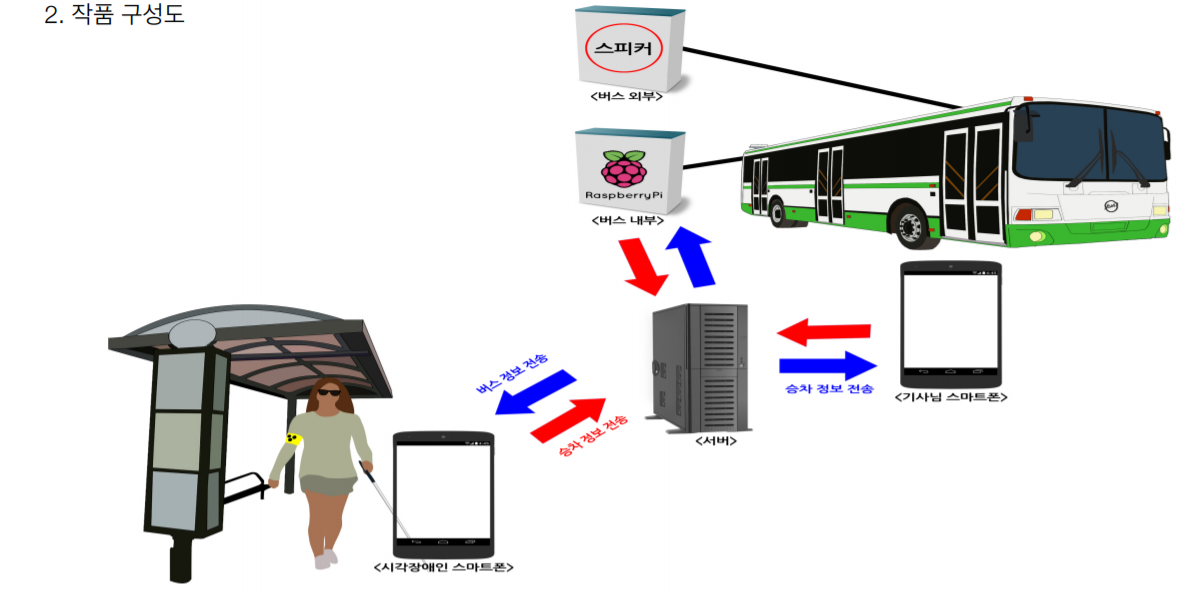 2. 작품 구성도
스피커
<버스 외부>
RaspberryPi
<버스 내부>
버스 정보 전송
승차 정보 전송
<서버>
승차 정보 전송
<기사님 스마트폰>
<시각장애인 스마트폰>